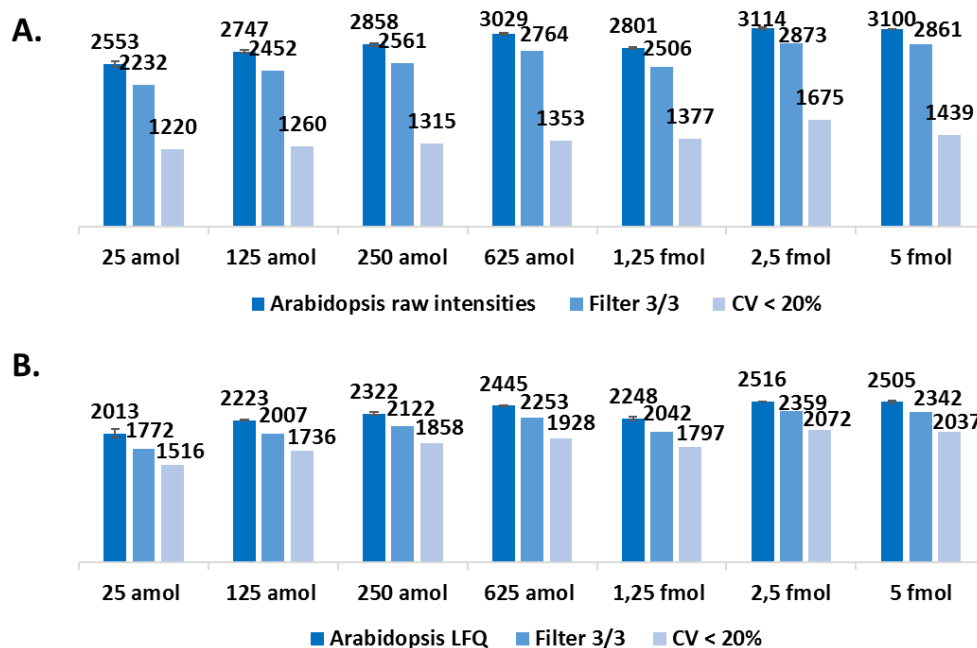 A.
2553 2747 2858 3029 2801 3114 3100
2232 2452 2561 2764 2506 2873 2861
1220 1260 1315 1353 1377 1675 1439
25 amol 125 amol 250 amol 625 amol 1,25 fmol 2,5 fmol 5 fmol
Arabidopsis raw intensities Filter 3/3 CV < 20%
B.
2013 2223 2322 2445 2248 2516 2505
1772 2007 2122 2253 2042 2359 2342
1516 1736 1858 1928 1797 2072 2037
25 amol 125 amol 250 amol 625 amol 1,25 fmol 2,5 fmol 5 fmol
Arabidopsis LFQ Filter 3/3 CV < 20%